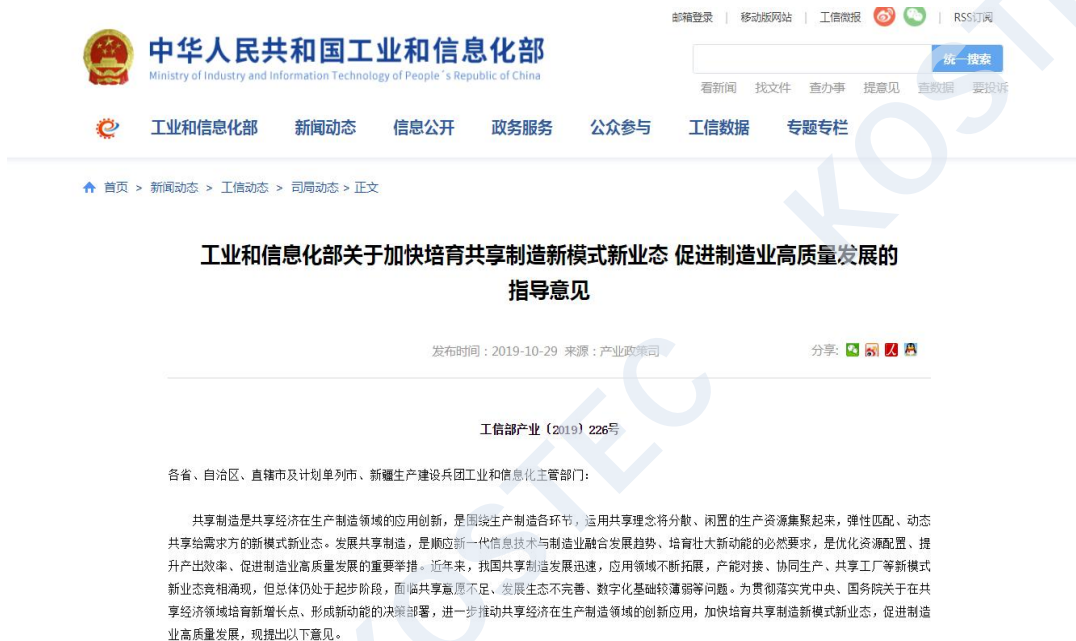 邮箱登录 | 移动版网站 | 工信微报 | RSS订阅
中华人民共和国工业和信息化部
Ministry of Industry and Information Technology of People´s Republic of China
统一搜索
看新闻 找文件 查办事 提意见 查数据 要投诉
工业和信息化部 新闻动态 信息公开 政务服务 公众参与 工信数据 专题专栏
首页 > 新闻动态 > 工信动态 > 司局动态 > 正文
工业和信息化部关于加快培育共享制造新模式新业态 促进制造业高质量发展的
指导意见
发布时间：2019-10-29 来源：产业政策司 分享:
工信部产业〔2019〕226号
各省、自治区、直辖市及计划单列市、新疆生产建设兵团工业和信息化主管部门：
共享制造是共享经济在生产制造领域的应用创新，是围绕生产制造各环节，运用共享理念将分散、闲置的生产资源集聚起来，弹性匹配、动态
共享给需求方的新模式新业态。发展共享制造，是顺应新一代信息技术与制造业融合发展趋势、培育壮大新动能的必然要求，是优化资源配置、提
升产出效率、促进制造业高质量发展的重要举措。近年来，我国共享制造发展迅速，应用领域不断拓展，产能对接、协同生产、共享工厂等新模式
新业态竞相涌现，但总体仍处于起步阶段，面临共享意愿不足、发展生态不完善、数字化基础较薄弱等问题。为贯彻落实党中央、国务院关于在共
享经济领域培育新增长点、形成新动能的决策部署，进一步推动共享经济在生产制造领域的创新应用，加快培育共享制造新模式新业态，促进制造
业高质量发展，现提出以下意见。
KOSTEC
KOSTEC